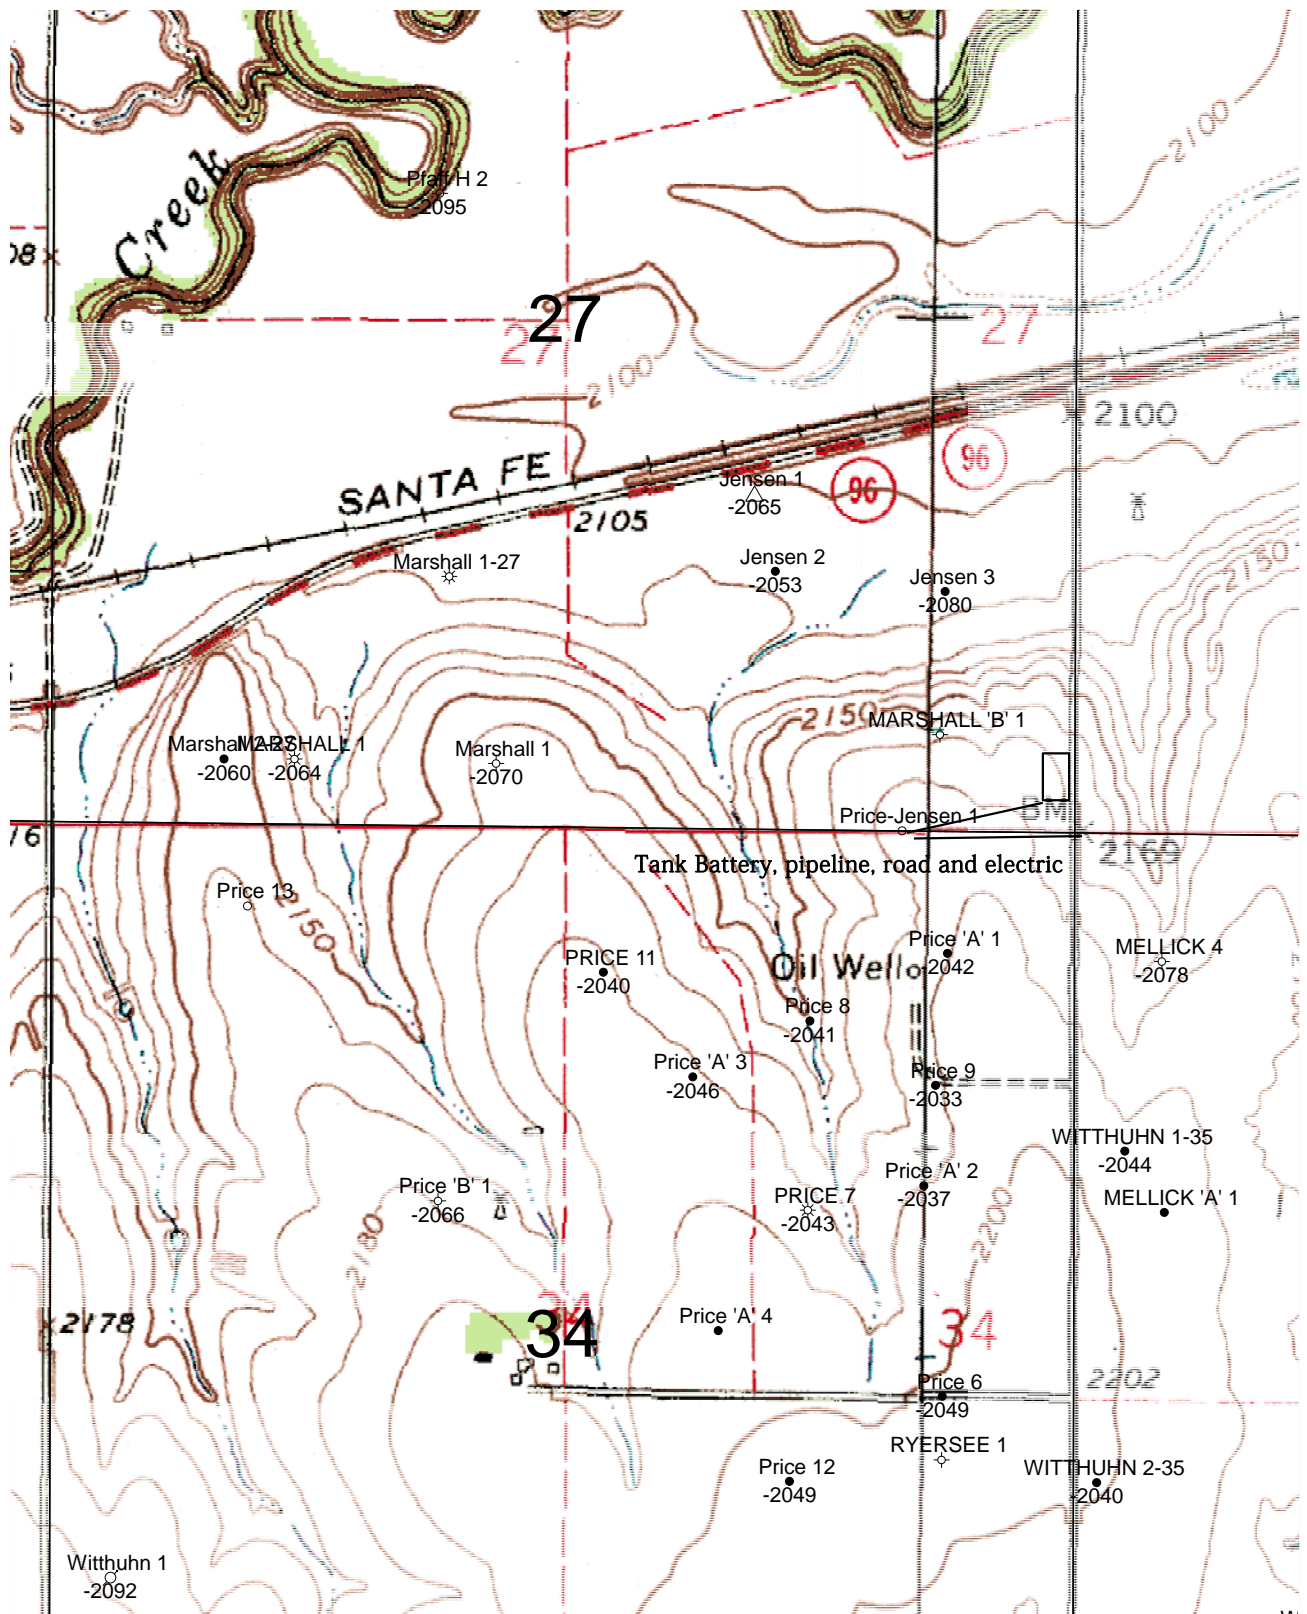 2100
Creek
Pfaff H 2
-2095
27
27
27
2100
2100
SANTA FE
96
96
Jensen 1
-2065
2105
Marshall 1-27
Jensen 2
-2053
Jensen 3
-2080
2150
2150
MARSHALL 'B' 1
Marshall 2-27
-2060
MARSHALL 1
-2064
Marshall 1
-2070
BM
Price-Jensen 1
2169
Tank Battery, pipeline, road and electric
Price 13
2150
PRICE 11
-2040
Oil Well
Price 'A' 1
-2042
MELLICK 4
-2078
Price 8
-2041
Price 'A' 3
-2046
Price 9
-2033
WITTHUHN 1-35
-2044
Price 'A' 2
-2037
MELLICK 'A' 1
Price 'B' 1
-2066
PRICE 7
-2043
2180
2200
2178
34
34
34
Price 'A' 4
Price 6
-2049
2202
RYERSEE 1
Price 12
-2049
WITTHUHN 2-35
-2040
Witthuhn 1
-2092